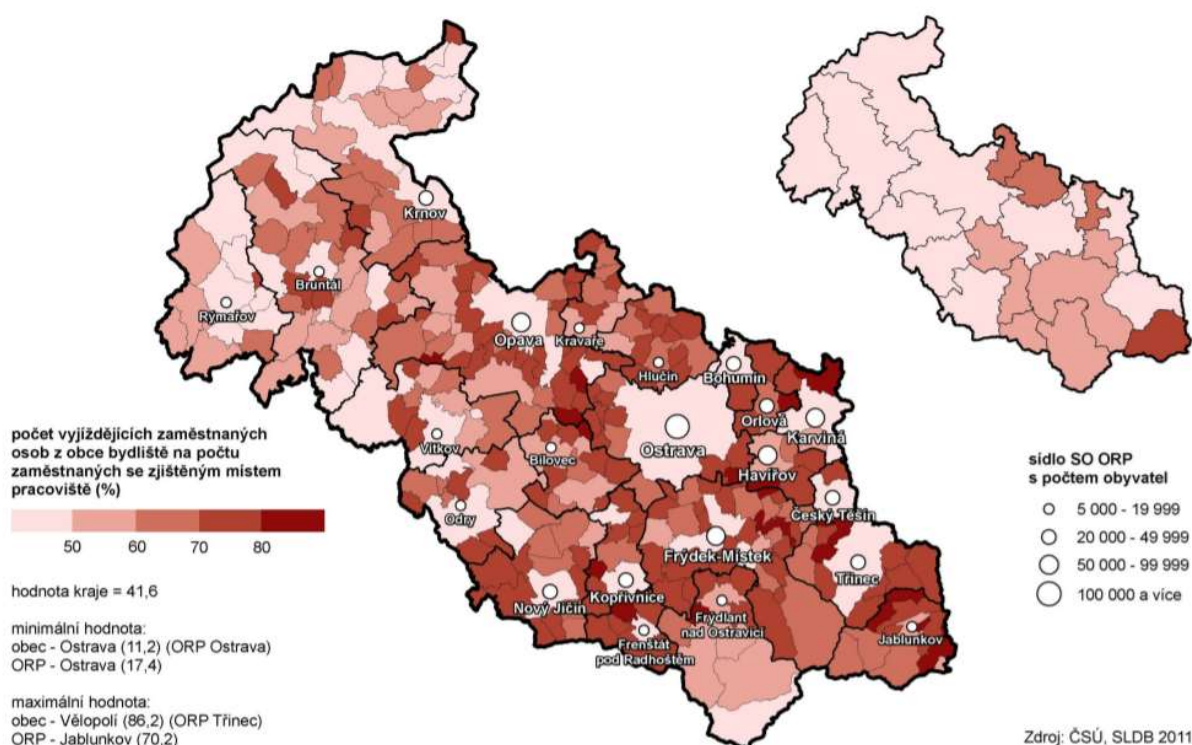 Krnov
Bruntál
Rýmařov
Opava
Kravaře
Hlučín
Bohumín
Orlová
Karviná
Ostrava
Vítkov
Bílovec
Havířov
Odry
Český Těšín
Frýdek-Místek
Třinec
Nový Jičín
Kopřivnice
Frýdlant
nad Ostravicí
Jablunkov
Frenštát
pod Radhoštěm
počet vyjíždějících zaměstnaných
osob z obce bydliště na počtu
zaměstnaných se zjištěným místem
pracoviště (%)
50 60 70 80
hodnota kraje = 41,6
minimální hodnota:
obec - Ostrava (11,2) (ORP Ostrava)
ORP - Ostrava (17,4)
maximální hodnota:
obec - Vělopolí (86,2) (ORP Třinec)
ORP - Jablunkov (70,2)
sídlo SO ORP
s počtem obyvatel
5 000 - 19 999
20 000 - 49 999
50 000 - 99 999
100 000 a více
Zdroj: ČSÚ, SLDB 2011